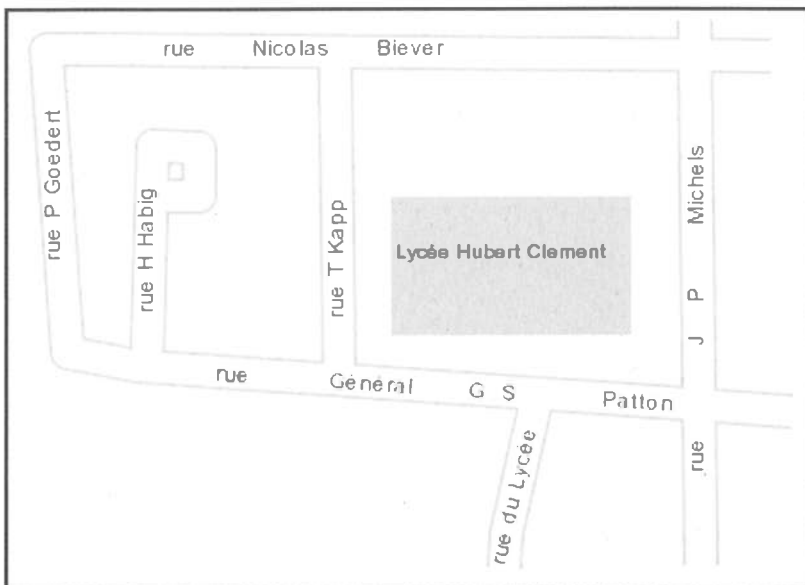 rue Nicolas Biever
rue P Goedert
rue H Habig
rue T Kapp
Lycée Hubert Clement
rue J P Michels
rue Général G S Patton
rue du Lycée